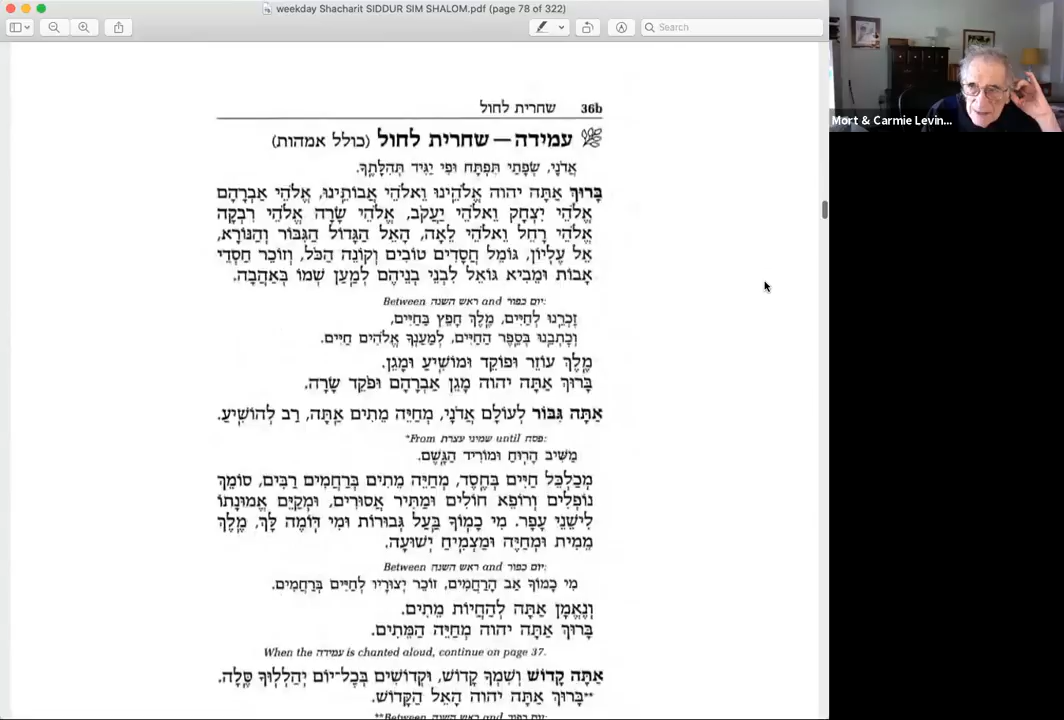 weekday Shacharit SIDDUR SIM SHALOM.pdf (page 78 of 322)
Search
Mort & Carmie Levin...
36b שחרית לחול
עמידה — שחרית לחול (כולל אמהות)
אֲדֹנָי, שְׂפָתַי תִּפְתָּח וּפִי יַגִּיד תְּהִלָּתֶֽךָ.
בָּרוּךְ אַתָּה יהוה אֱלֹהֵֽינוּ וֵאלֹהֵי אֲבוֹתֵֽינוּ, אֱלֹהֵי אַבְרָהָם
אֱלֹהֵי יִצְחָק וֵאלֹהֵי יַעֲקֹב, אֱלֹהֵי שָׂרָה אֱלֹהֵי רִבְקָה
אֱלֹהֵי רָחֵל וֵאלֹהֵי לֵאָה, הָאֵל הַגָּדוֹל הַגִּבּוֹר וְהַנּוֹרָא,
אֵל עֶלְיוֹן, גּוֹמֵל חֲסָדִים טוֹבִים וְקוֹנֵה הַכֹּל, וְזוֹכֵר חַסְדֵי
אָבוֹת וּמֵבִיא גּוֹאֵל לִבְנֵי בְנֵיהֶם לְמַֽעַן שְׁמוֹ בְּאַהֲבָה.
Between ראש השנה and יום כפור:
זָכְרֵֽנוּ לְחַיִּים, מֶֽלֶךְ חָפֵץ בַּחַיִּים,
וְכָתְבֵֽנוּ בְּסֵֽפֶר הַחַיִּים, לְמַעַנְךָ אֱלֹהִים חַיִּים.
מֶֽלֶךְ עוֹזֵר וּפוֹקֵד וּמוֹשִֽׁיעַ וּמָגֵן.
בָּרוּךְ אַתָּה יהוה מָגֵן אַבְרָהָם וּפֹקֵד שָׂרָה.
אַתָּה גִּבּוֹר לְעוֹלָם אֲדֹנָי, מְחַיֵּה מֵתִים אַֽתָּה, רַב לְהוֹשִֽׁיעַ.
*From שמיני עצרת until פסח:
מַשִּׁיב הָרֽוּחַ וּמוֹרִיד הַגָּֽשֶׁם.
מְכַלְכֵּל חַיִּים בְּחֶֽסֶד, מְחַיֵּה מֵתִים בְּרַחֲמִים רַבִּים, סוֹמֵךְ
נוֹפְלִים וְרוֹפֵא חוֹלִים וּמַתִּיר אֲסוּרִים, וּמְקַיֵּם אֱמוּנָתוֹ
לִישֵׁנֵי עָפָר. מִי כָמֽוֹךָ בַּֽעַל גְּבוּרוֹת וּמִי דֽוֹמֶה לָּךְ, מֶֽלֶךְ
מֵמִית וּמְחַיֶּה וּמַצְמִֽיחַ יְשׁוּעָה.
Between ראש השנה and יום כפור:
מִי כָמֽוֹךָ אַב הָרַחֲמִים, זוֹכֵר יְצוּרָיו לְחַיִּים בְּרַחֲמִים.
וְנֶאֱמָן אַתָּה לְהַחֲיוֹת מֵתִים.
בָּרוּךְ אַתָּה יהוה מְחַיֵּה הַמֵּתִים.
When the עמידה is chanted aloud, continue on page 37.
אַתָּה קָדוֹשׁ וְשִׁמְךָ קָדוֹשׁ, וּקְדוֹשִׁים בְּכָל־יוֹם יְהַלְלֽוּךָ סֶּֽלָה.
**בָּרוּךְ אַתָּה יהוה הָאֵל הַקָּדוֹשׁ.
**Between ראש השנה and יום כפור: